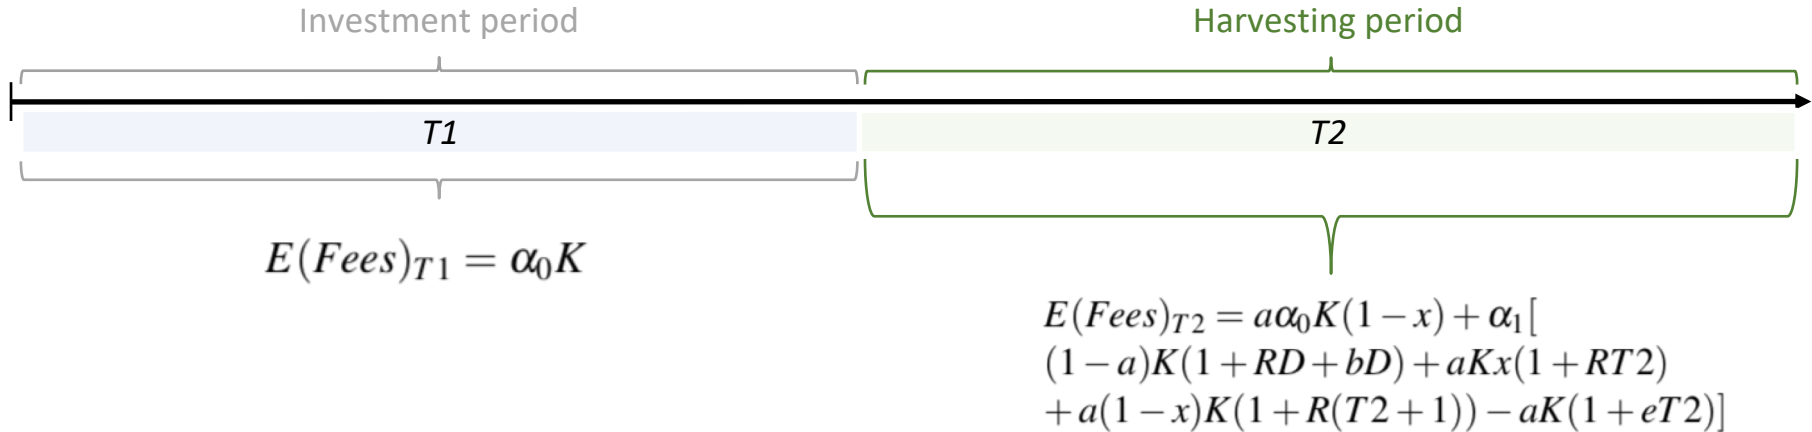 Investment period
Harvesting period
T1
T2
E(Fees)_{T1} = α₀K
E(Fees)_{T2} = aα₀K(1 − x) + α₁[
(1 − a)K(1 + RD + bD) + aKx(1 + RT2)
+ a(1 − x)K(1 + R(T2 + 1)) − aK(1 + eT2)]